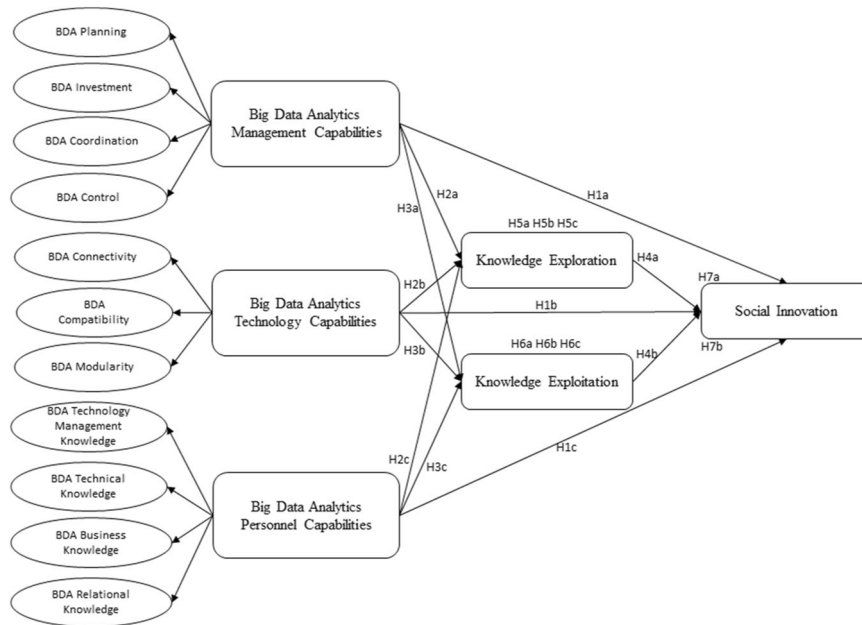 BDA Planning
BDA Investment
BDA Coordination
BDA Control
BDA Connectivity
BDA
Compatibility
BDA Modularity
BDA Technology
Management
Knowledge
BDA Technical
Knowledge
BDA Business
Knowledge
BDA Relational
Knowledge
Big Data Analytics
Management Capabilities
Big Data Analytics
Technology Capabilities
Big Data Analytics
Personnel Capabilities
H2a
H3a
H1a
H2b
H3b
H1b
H2c
H3c
H1c
H5a H5b H5c
Knowledge Exploration
H6a H6b H6c
Knowledge Exploitation
H4a
H4b
H7a
Social Innovation
H7b